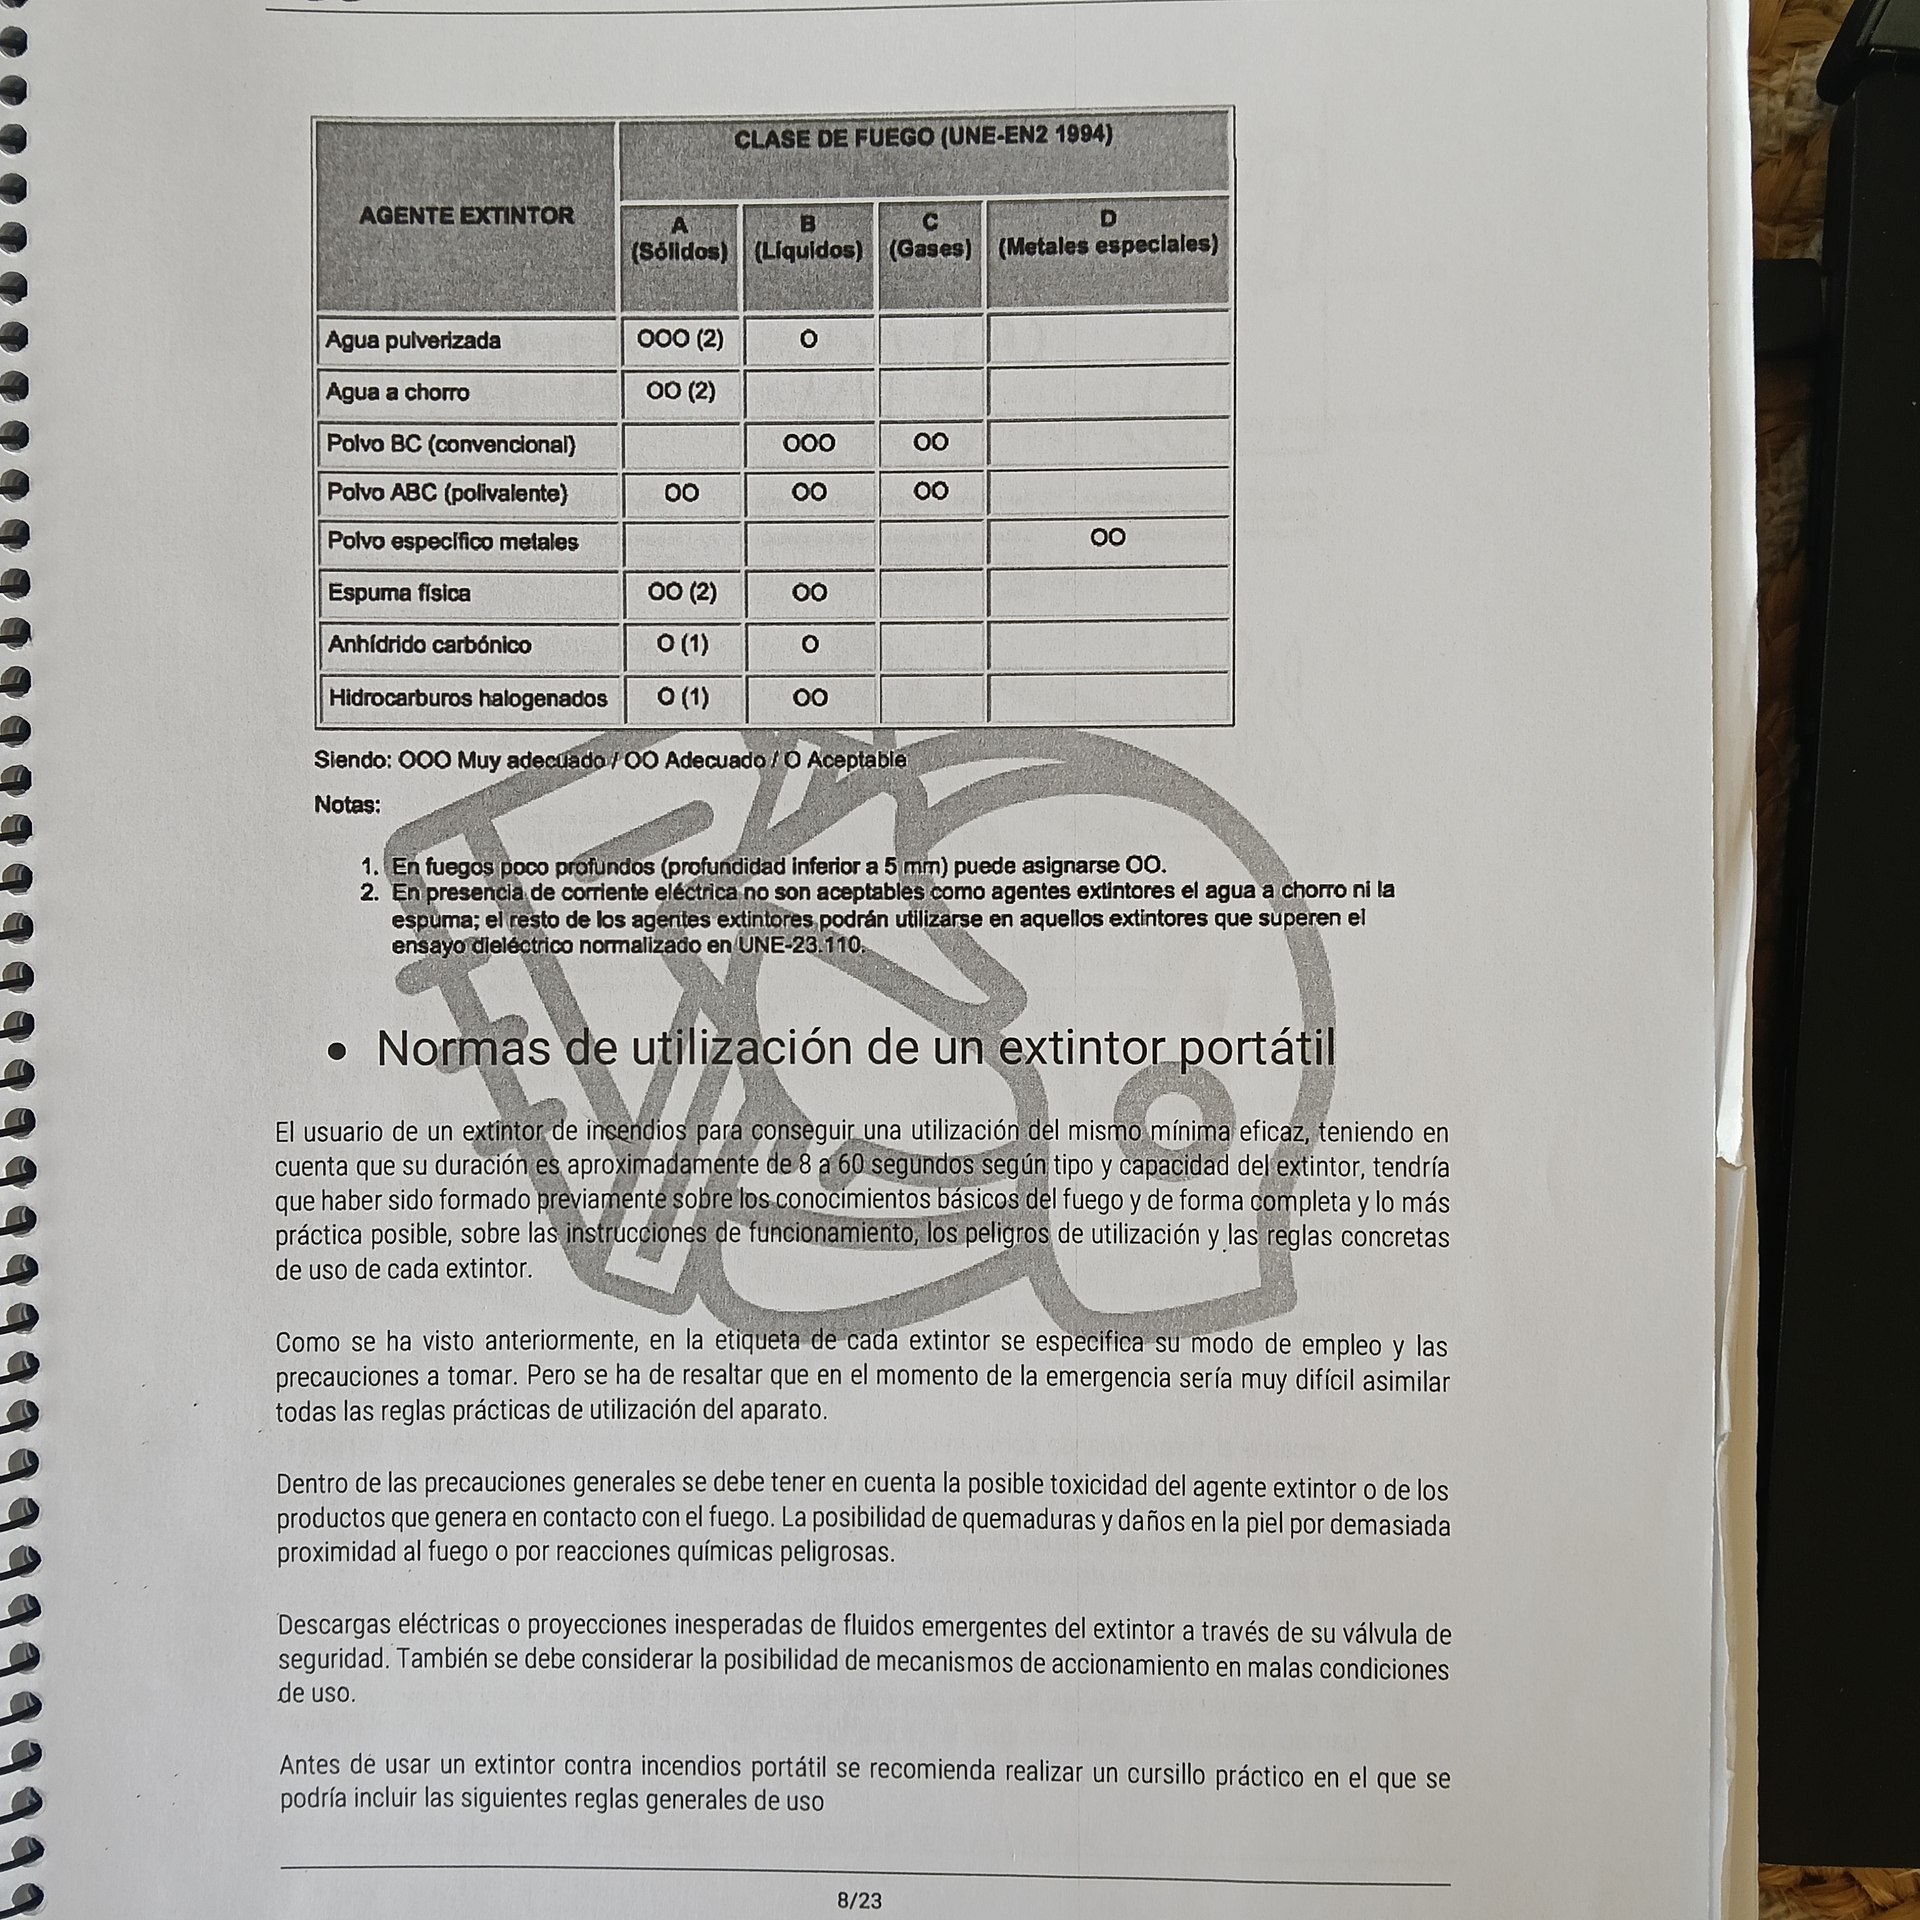 CLASE DE FUEGO (UNE-EN2 1994)
AGENTE EXTINTOR
A B C D
(Sólidos) (Líquidos) (Gases) (Metales especiales)
Agua pulverizada OOO (2) O
Agua a chorro OO (2)
Polvo BC (convencional) OOO OO
Polvo ABC (polivalente) OO OO OO
Polvo específico metales OO
Espuma física OO (2) OO
Anhídrido carbónico O (1) O
Hidrocarburos halogenados O (1) OO
Siendo: OOO Muy adecuado / OO Adecuado / O Aceptable
Notas:
1. En fuegos poco profundos (profundidad inferior a 5 mm) puede asignarse OO.
2. En presencia de corriente eléctrica no son aceptables como agentes extintores el agua a chorro ni la
espuma; el resto de los agentes extintores podrán utilizarse en aquellos extintores que superen el
ensayo dieléctrico normalizado en UNE-23.110.
• Normas de utilización de un extintor portátil
El usuario de un extintor de incendios para conseguir una utilización del mismo mínima eficaz, teniendo en
cuenta que su duración es aproximadamente de 8 a 60 segundos según tipo y capacidad del extintor, tendría
que haber sido formado previamente sobre los conocimientos básicos del fuego y de forma completa y lo más
práctica posible, sobre las instrucciones de funcionamiento, los peligros de utilización y las reglas concretas
de uso de cada extintor.
Como se ha visto anteriormente, en la etiqueta de cada extintor se especifica su modo de empleo y las
precauciones a tomar. Pero se ha de resaltar que en el momento de la emergencia sería muy difícil asimilar
todas las reglas prácticas de utilización del aparato.
Dentro de las precauciones generales se debe tener en cuenta la posible toxicidad del agente extintor o de los
productos que genera en contacto con el fuego. La posibilidad de quemaduras y daños en la piel por demasiada
proximidad al fuego o por reacciones químicas peligrosas.
Descargas eléctricas o proyecciones inesperadas de fluidos emergentes del extintor a través de su válvula de
seguridad. También se debe considerar la posibilidad de mecanismos de accionamiento en malas condiciones
de uso.
Antes de usar un extintor contra incendios portátil se recomienda realizar un cursillo práctico en el que se
podría incluir las siguientes reglas generales de uso
8/23